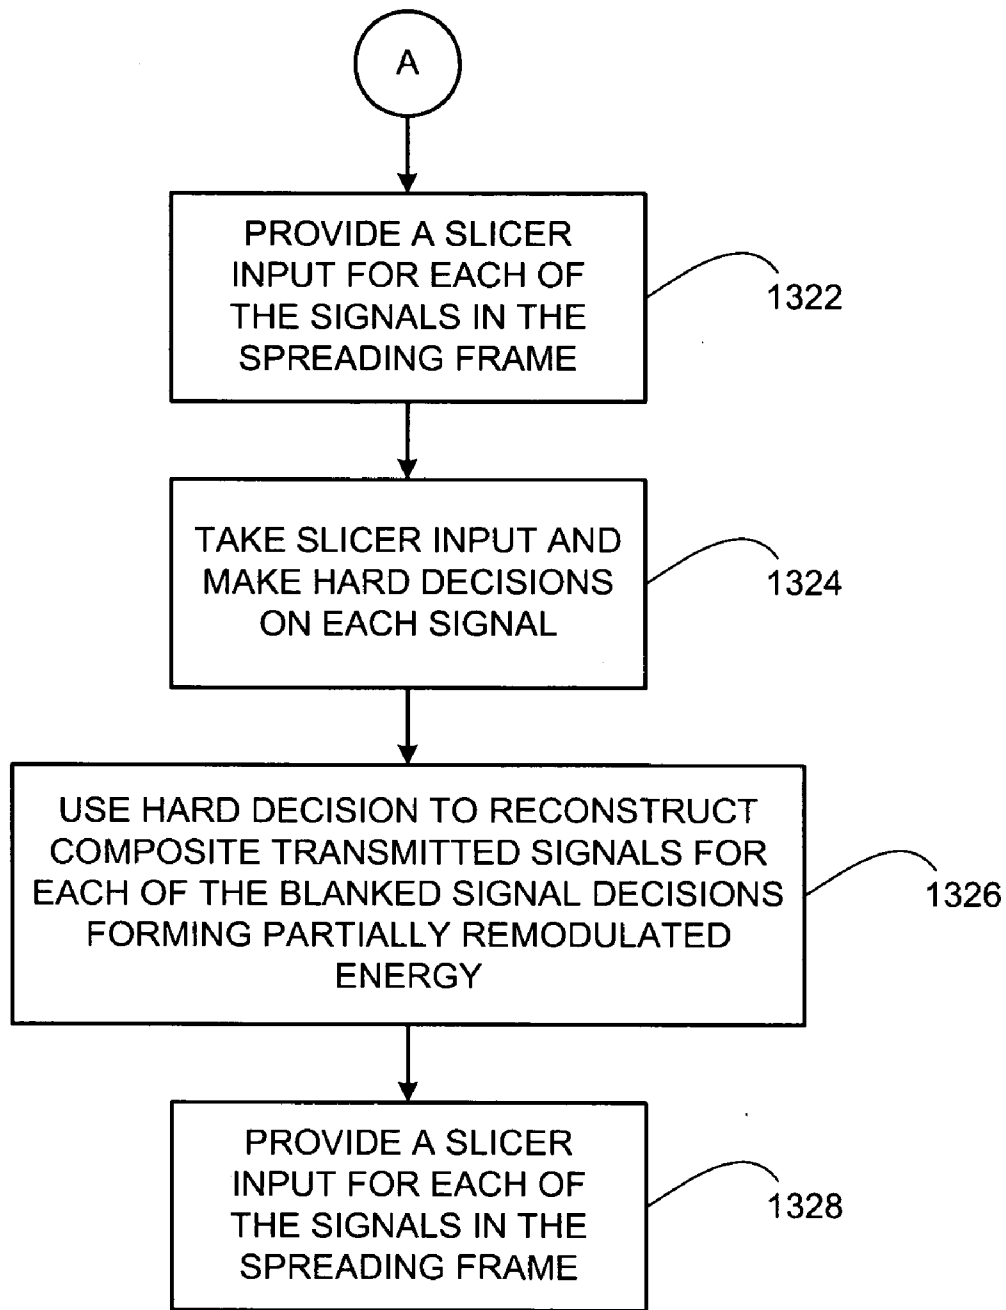 A
PROVIDE A SLICER
INPUT FOR EACH OF
THE SIGNALS IN THE
SPREADING FRAME
1322
TAKE SLICER INPUT AND
MAKE HARD DECISIONS
ON EACH SIGNAL
1324
USE HARD DECISION TO RECONSTRUCT
COMPOSITE TRANSMITTED SIGNALS FOR
EACH OF THE BLANKED SIGNAL DECISIONS
FORMING PARTIALLY REMODULATED
ENERGY
1326
PROVIDE A SLICER
INPUT FOR EACH OF
THE SIGNALS IN THE
SPREADING FRAME
1328